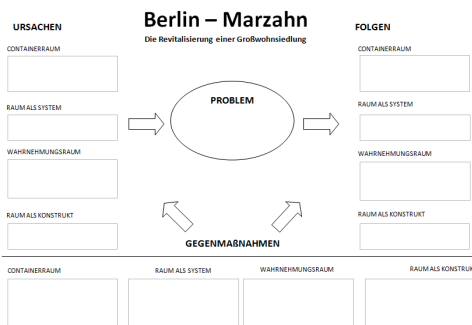 Berlin – Marzahn
Die Revitalisierung einer Großwohnsiedlung
URSACHEN
CONTAINERRAUM
RAUM ALS SYSTEM
WAHRNEHMUNGSRAUM
RAUM ALS KONSTRUKT
PROBLEM
FOLGEN
CONTAINERRAUM
RAUM ALS SYSTEM
WAHRNEHMUNGSRAUM
RAUM ALS KONSTRUKT
GEGENMAßNAHMEN
CONTAINERRAUM
RAUM ALS SYSTEM
WAHRNEHMUNGSRAUM
RAUM ALS KONSTRUK